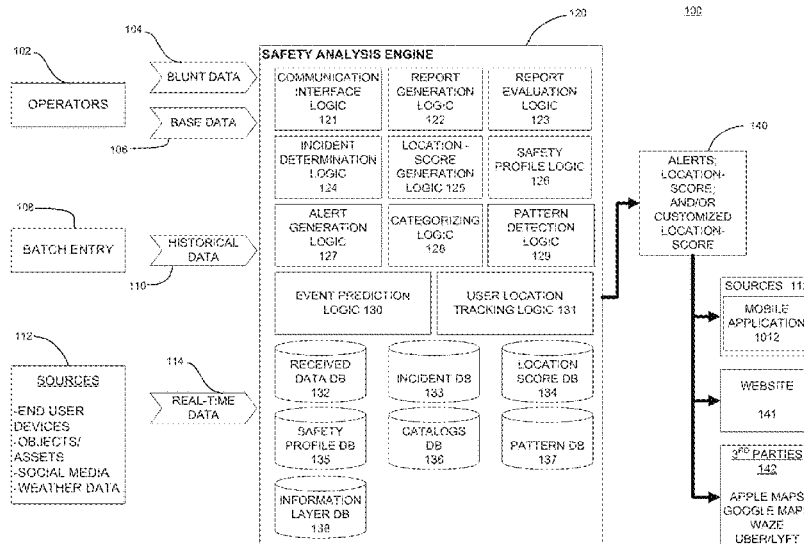 100
120
104
102
BLUNT DATA
OPERATORS
BASE DATA
106
SAFETY ANALYSIS ENGINE
COMMUNICATION
INTERFACE
LOGIC
121
REPORT
GENERATION
LOGIC
122
REPORT
EVALUATION
LOGIC
123
INCIDENT
DETERMINATION
LOGIC
124
LOCATION -
SCORE
GENERATION
LOGIC 125
SAFETY
PROFILE LOGIC
126
140
ALERTS;
LOCATION-
SCORE;
AND/OR
CUSTOMIZED
LOCATION-
SCORE
108
BATCH ENTRY
HISTORICAL
DATA
110
ALERT
GENERATION
LOGIC
127
CATEGORIZING
LOGIC
128
PATTERN
DETECTION
LOGIC
129
EVENT PREDICTION
LOGIC 130
USER LOCATION
TRACKING LOGIC 131
112
SOURCES
-END USER
DEVICES
-OBJECTS/
ASSETS
-SOCIAL MEDIA
-WEATHER DATA
114
REAL-TIME
DATA
RECEIVED
DATA DB
132
INCIDENT DB
133
LOCATION
SCORE DB
134
SAFETY
PROFILE DB
135
CATALOGS
DB
136
PATTERN DB
137
INFORMATION
LAYER DB
138
SOURCES
MOBILE
APPLICATION
1012
WEBSITE
141
3RD PARTIES
142
APPLE MAPS
GOOGLE MAPS
WAZE
UBER/LYFT